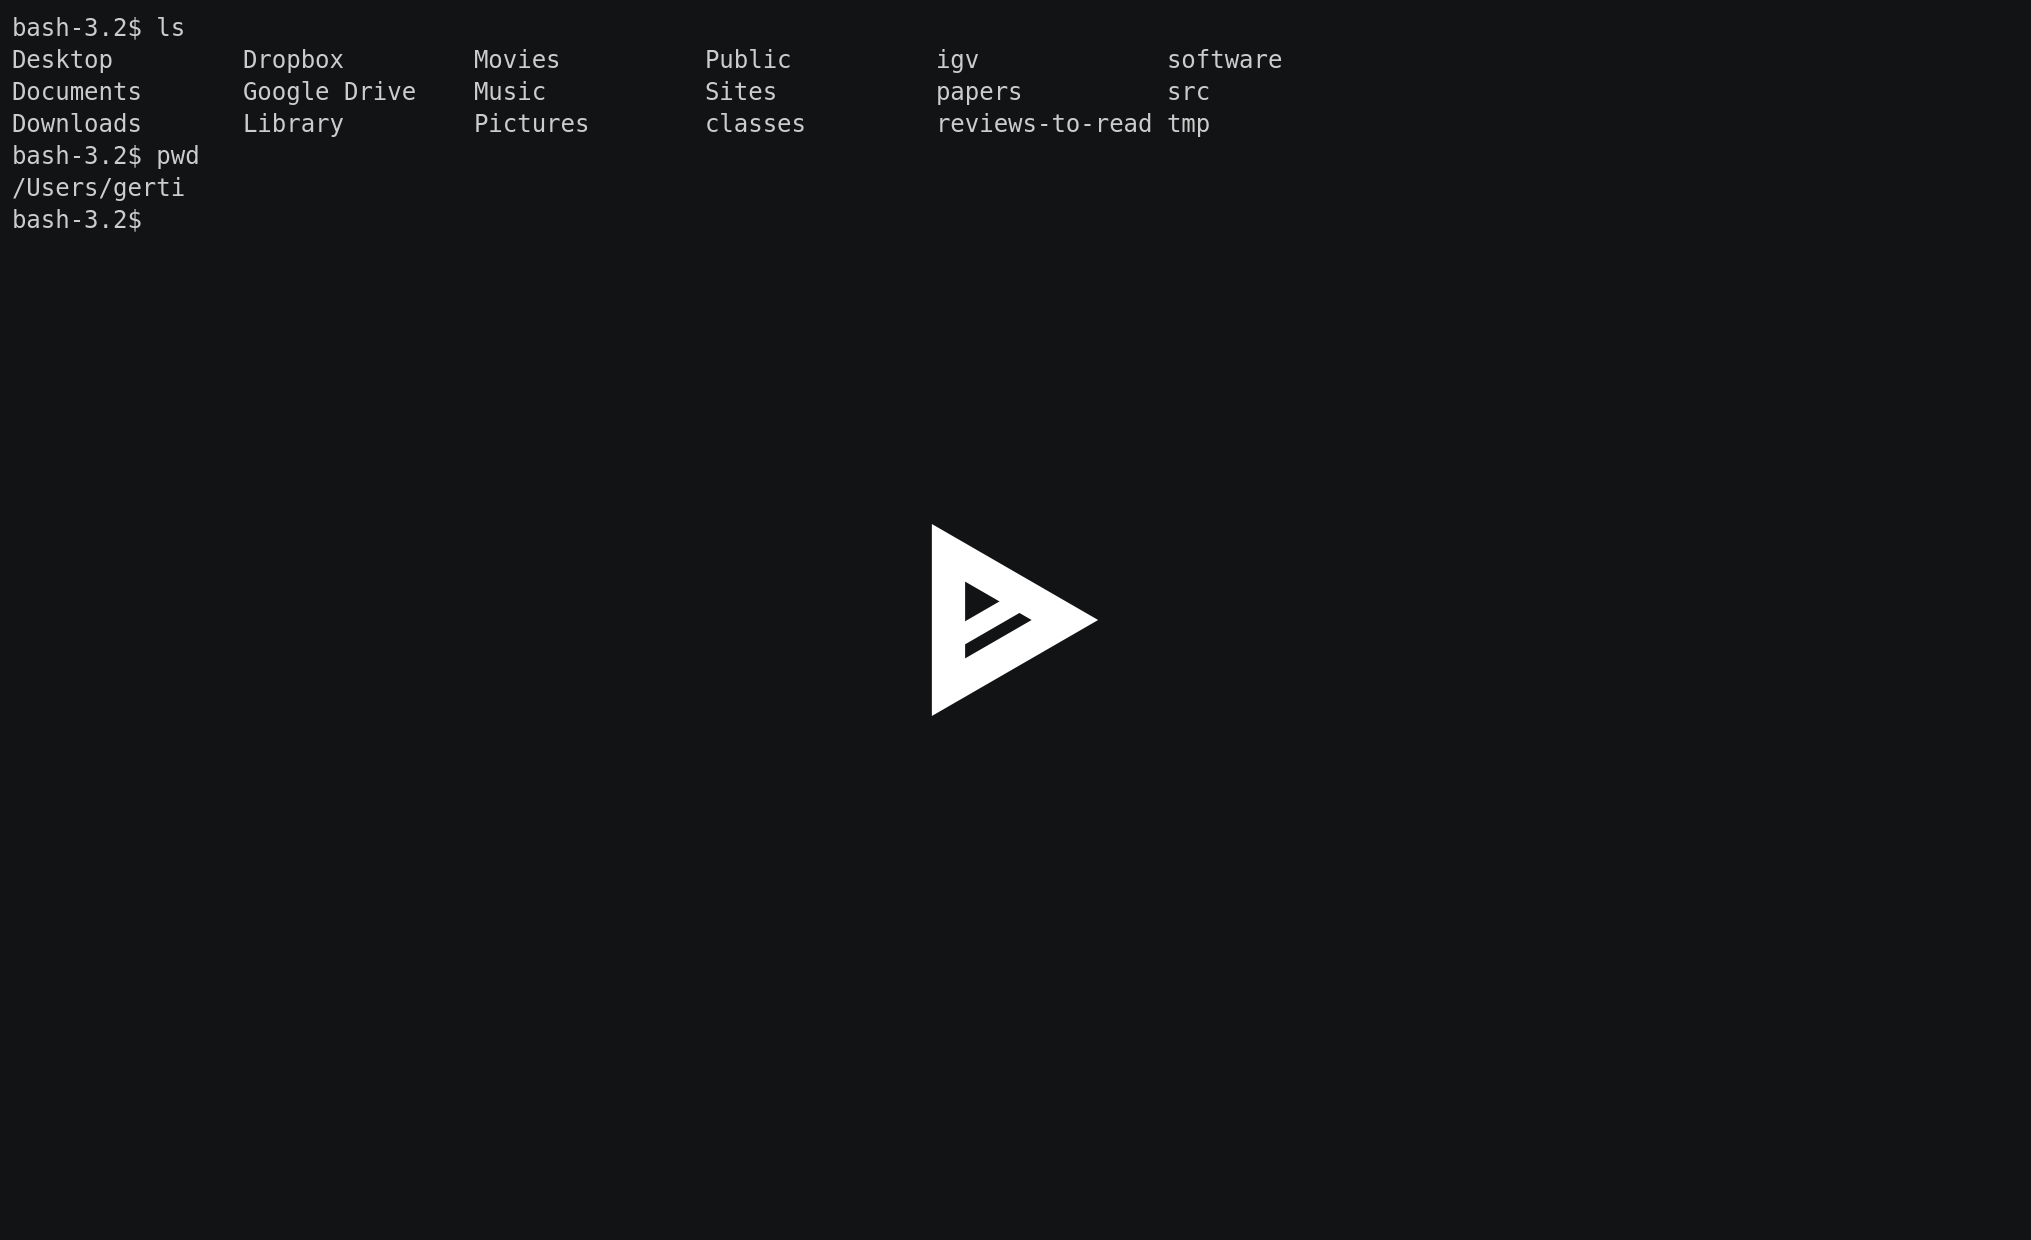 bash-3.2$ ls
Desktop         Dropbox         Movies          Public          igv             software
Documents       Google Drive    Music           Sites           papers          src
Downloads       Library         Pictures        classes         reviews-to-read tmp
bash-3.2$ pwd
/Users/gerti
bash-3.2$